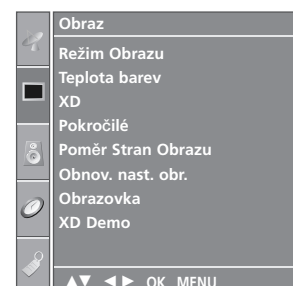 Obraz
Režim Obrazu
Teplota barev
XD
Pokročilé
Poměr Stran Obrazu
Obnov. nast. obr.
Obrazovka
XD Demo
▲▼ ◄► OK MENU